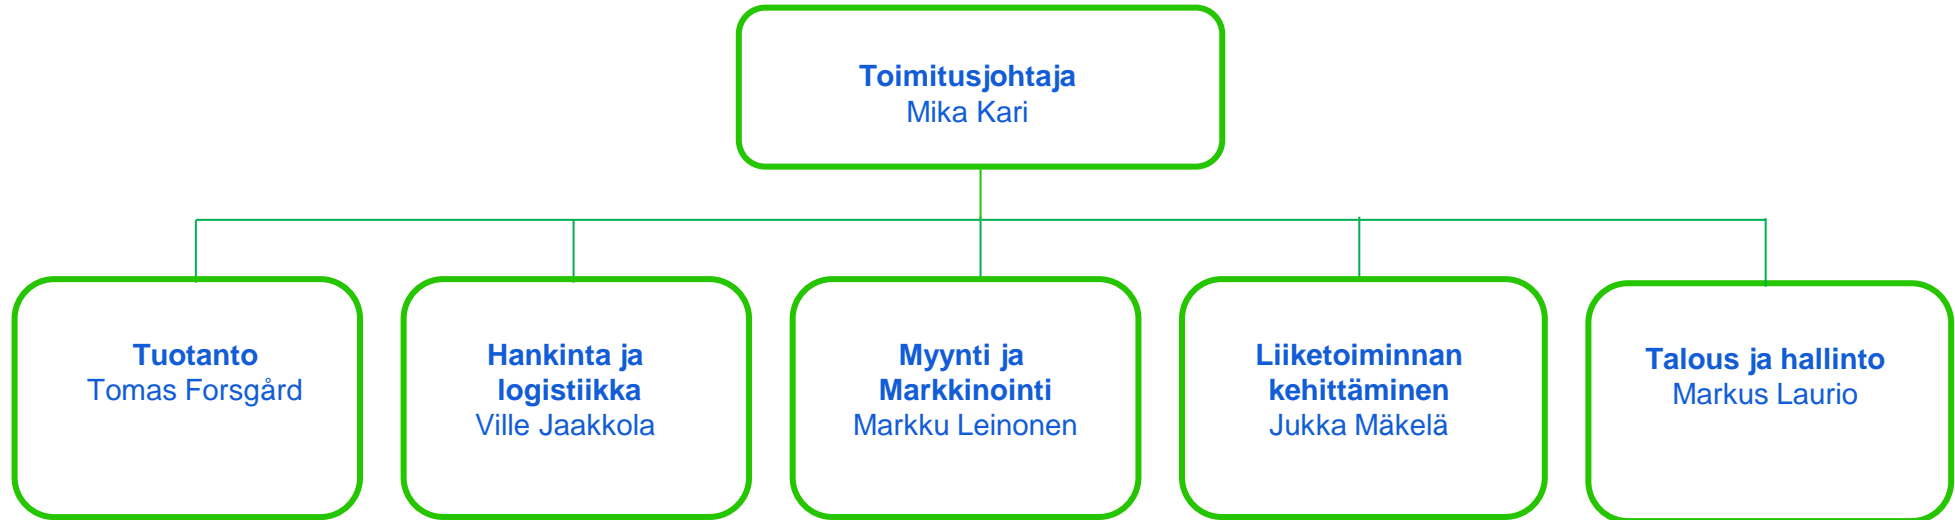 Toimitusjohtaja
Mika Kari
Tuotanto
Tomas Forsgård
Hankinta ja
logistiikka
Ville Jaakkola
Myynti ja
Markkinointi
Markku Leinonen
Liiketoiminnan
kehittäminen
Jukka Mäkelä
Talous ja hallinto
Markus Laurio